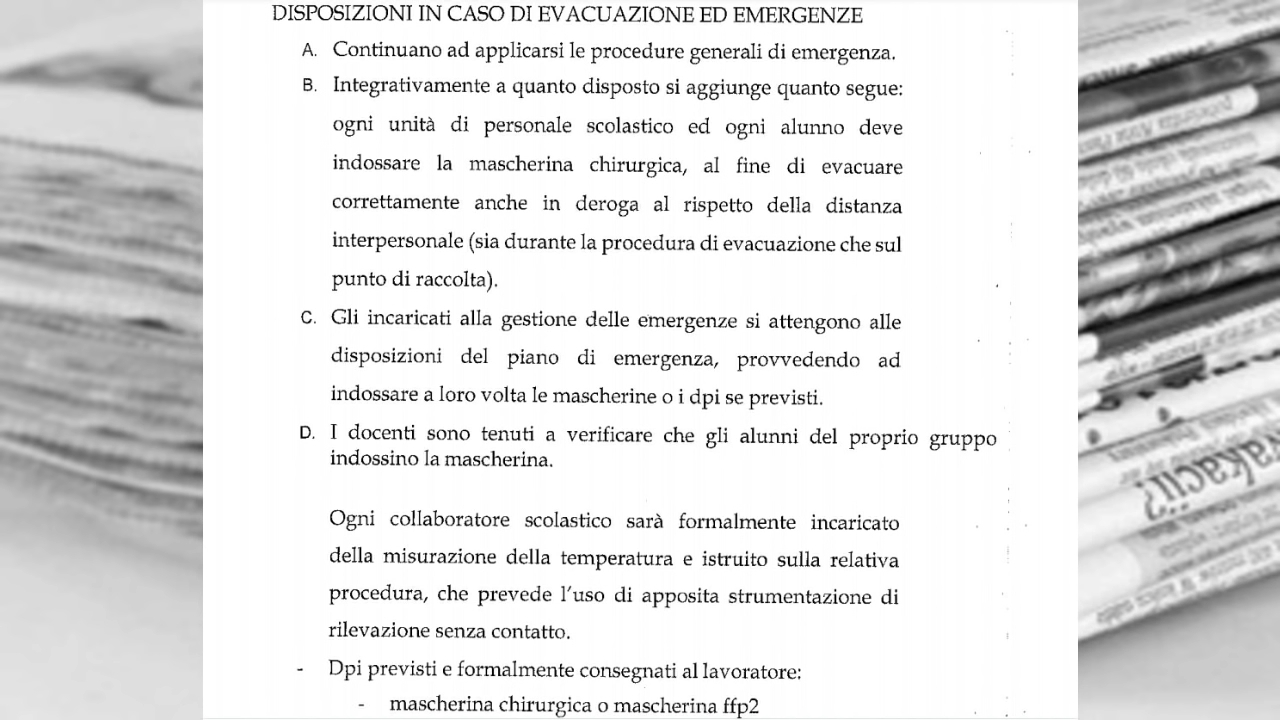 DISPOSIZIONI IN CASO DI EVACUAZIONE ED EMERGENZE
A. Continuano ad applicarsi le procedure generali di emergenza.
B. Integrativamente a quanto disposto si aggiunge quanto segue:
ogni unità di personale scolastico ed ogni alunno deve
indossare la mascherina chirurgica, al fine di evacuare
correttamente anche in deroga al rispetto della distanza
interpersonale (sia durante la procedura di evacuazione che sul
punto di raccolta).
C. Gli incaricati alla gestione delle emergenze si attengono alle
disposizioni del piano di emergenza, provvedendo ad
indossare a loro volta le mascherine o i dpi se previsti.
D. I docenti sono tenuti a verificare che gli alunni del proprio gruppo
indossino la mascherina.
Ogni collaboratore scolastico sarà formalmente incaricato
della misurazione della temperatura e istruito sulla relativa
procedura, che prevede l'uso di apposita strumentazione di
rilevazione senza contatto.
- Dpi previsti e formalmente consegnati al lavoratore:
- mascherina chirurgica o mascherina ffp2